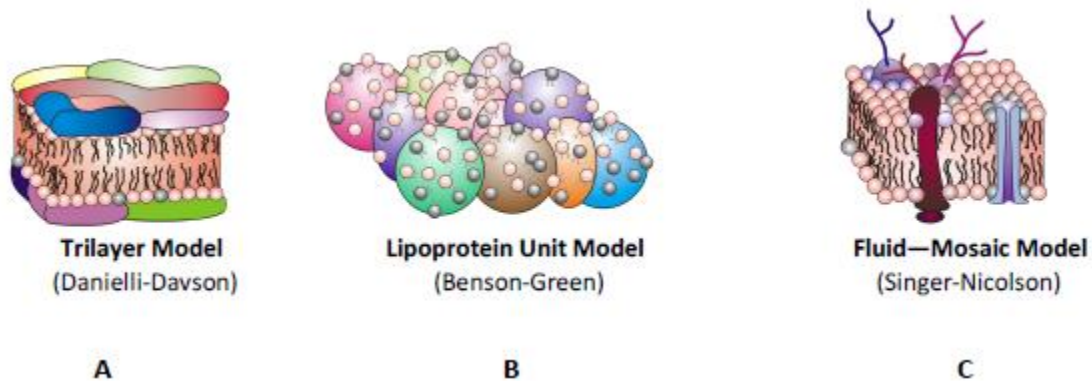 Trilayer Model
(Danielli-Davson)
A
Lipoprotein Unit Model
(Benson-Green)
B
Fluid—Mosaic Model
(Singer-Nicolson)
C